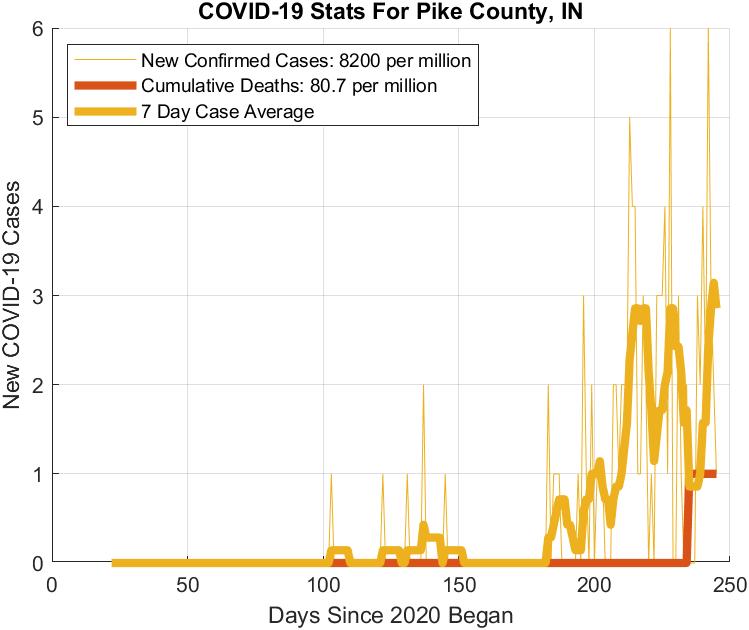 COVID-19 Stats For Pike County, IN
New Confirmed Cases: 8200 per million
Cumulative Deaths: 80.7 per million
7 Day Case Average
New COVID-19 Cases
6
5
4
3
2
1
0
0 50 100 150 200 250
Days Since 2020 Began